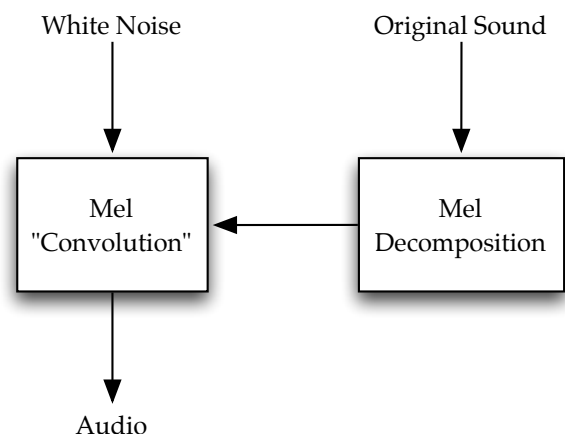 White Noise
Original Sound
Mel
"Convolution"
Mel
Decomposition
Audio